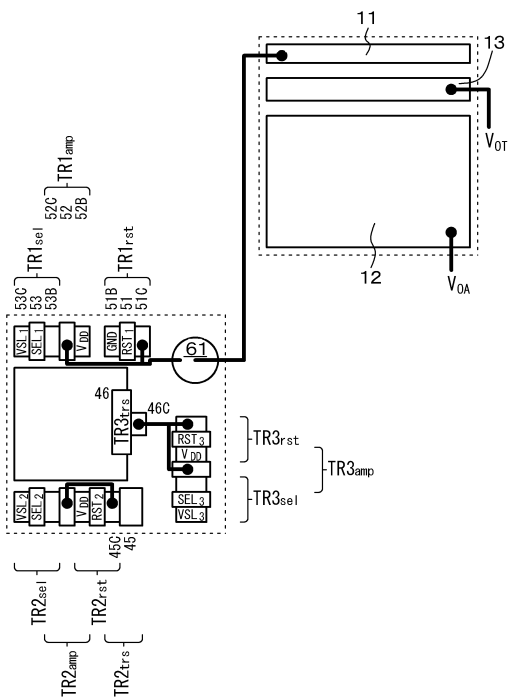 11
13
V_OT
12
V_OA
TR1amp
52C
52
52B
TR1sel
TR1rst
53C
53
53B
51B
51
51C
VSL1
SEL1
VDD
GND
RST1
61
46
TR3trs
46C
RST3
VDD
SEL3
VSL3
TR3rst
TR3amp
TR3sel
VSL2
SEL2
VDD
RST2
45C
45
TR2sel
TR2rst
TR2amp
TR2trs